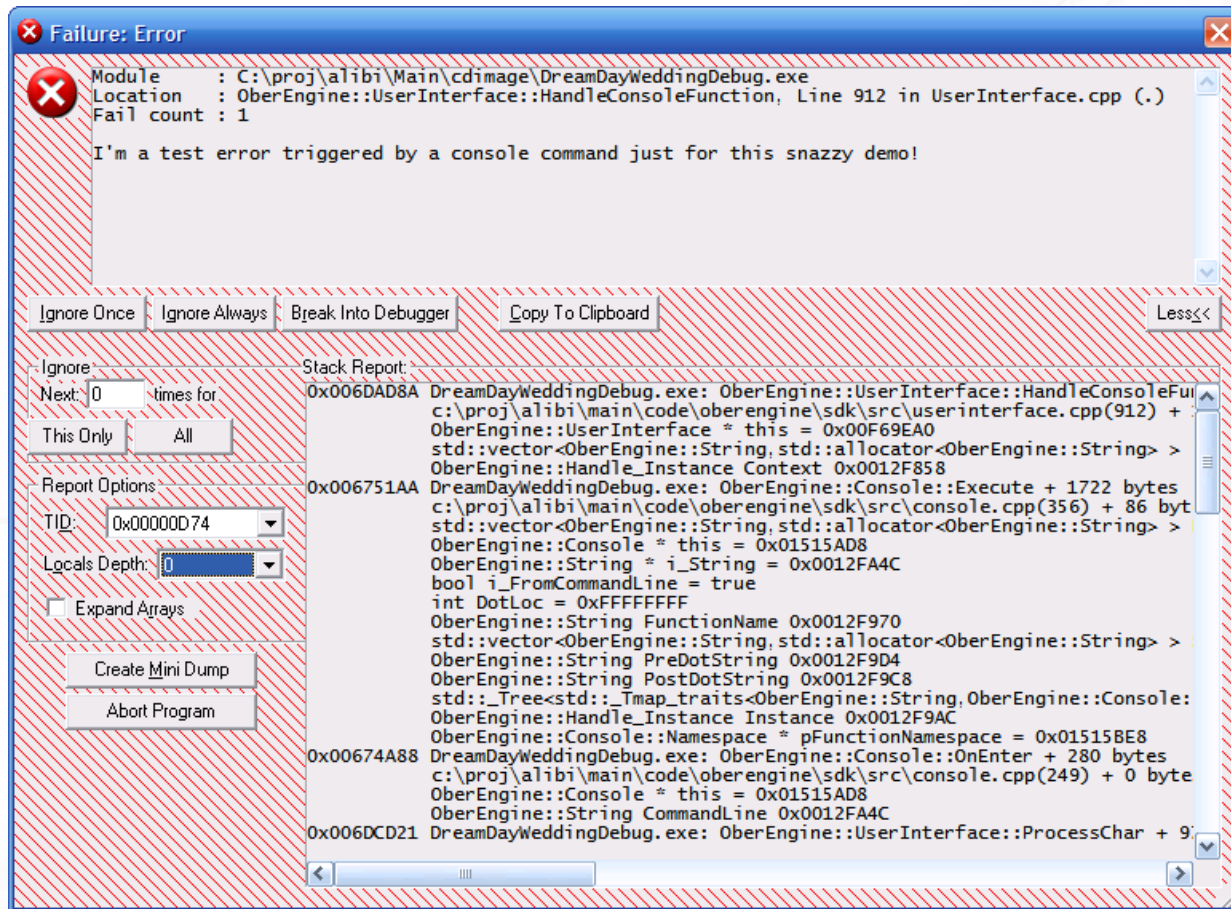 Failure: Error
Module : C:\proj\alibi\Main\cdimage\DreamDayWeddingDebug.exe
Location : OberEngine::UserInterface::HandleConsoleFunction, Line 912 in UserInterface.cpp (.)
Fail count : 1
I'm a test error triggered by a console command just for this snazzy demo!
Ignore Once Ignore Always Break Into Debugger Copy To Clipboard Less<<
Ignore
Next: 0 times for
This Only All
Report Options
TID: 0x00000D74
Locals Depth: 0
Expand Arrays
Create Mini Dump
Abort Program
Stack Report:
0x006DAD8A DreamDayWeddingDebug.exe: OberEngine::UserInterface::HandleConsoleFu
c:\proj\alibi\main\code\oberengine\sdk\src\userinterface.cpp(912) +
OberEngine::UserInterface * this = 0x00F69EA0
std::vector<OberEngine::String,std::allocator<OberEngine::String> >
OberEngine::Handle_Instance Context 0x0012F858
0x006751AA DreamDayWeddingDebug.exe: OberEngine::Console::Execute + 1722 bytes
c:\proj\alibi\main\code\oberengine\sdk\src\console.cpp(356) + 86 byt
std::vector<OberEngine::String,std::allocator<OberEngine::String> >
OberEngine::Console * this = 0x01515AD8
OberEngine::String * i_String = 0x0012FA4C
bool i_FromCommandLine = true
int DotLoc = 0xFFFFFFFF
OberEngine::String FunctionName 0x0012F970
std::vector<OberEngine::String,std::allocator<OberEngine::String> >
OberEngine::String PreDotString 0x0012F9D4
OberEngine::String PostDotString 0x0012F9C8
std::_Tree<std::_Tmap_traits<OberEngine::String,OberEngine::Console::
OberEngine::Handle_Instance Instance 0x0012F9AC
OberEngine::Console::Namespace * pFunctionNamespace = 0x01515BE8
0x00674A88 DreamDayWeddingDebug.exe: OberEngine::Console::OnEnter + 280 bytes
c:\proj\alibi\main\code\oberengine\sdk\src\console.cpp(249) + 0 byte
OberEngine::Console * this = 0x01515AD8
OberEngine::String CommandLine 0x0012FA4C
0x006DCD21 DreamDayWeddingDebug.exe: OberEngine::UserInterface::ProcessChar + 9